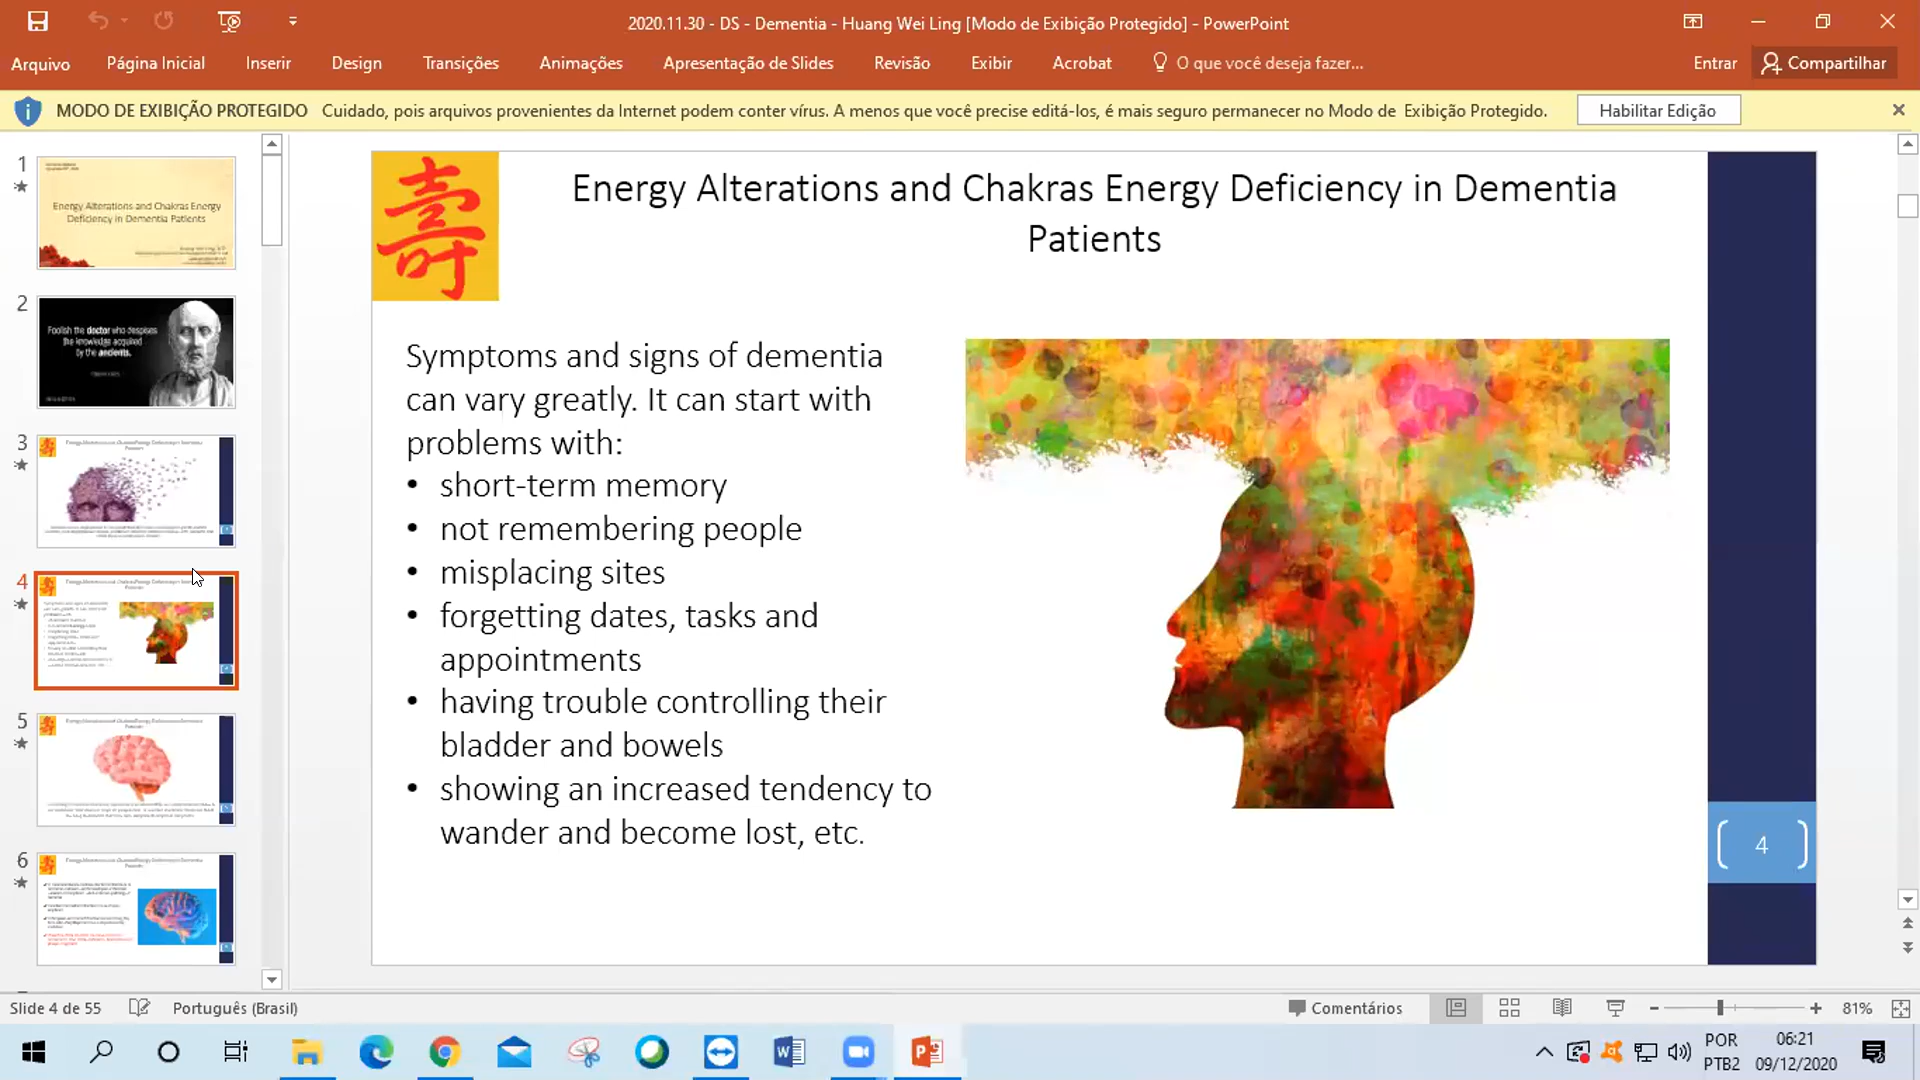 2020.11.30 - DS - Dementia - Huang Wei Ling [Modo de Exibição Protegido] - PowerPoint
Arquivo
Página Inicial
Inserir
Design
Transições
Animações
Apresentação de Slides
Revisão
Exibir
Acrobat
O que você deseja fazer...
Entrar
Compartilhar
MODO DE EXIBIÇÃO PROTEGIDO Cuidado, pois arquivos provenientes da Internet podem conter vírus. A menos que você precise editá-los, é mais seguro permanecer no Modo de Exibição Protegido.
Habilitar Edição
1
Energy Alterations and Chakras Energy
Deficiency in Dementia Patients
2
Foolish the doctor who despises
the knowledge acquired
by the ancients.
3
4
5
6
壽
Energy Alterations and Chakras Energy Deficiency in Dementia
Patients
Symptoms and signs of dementia
can vary greatly. It can start with
problems with:
• short-term memory
• not remembering people
• misplacing sites
• forgetting dates, tasks and
appointments
• having trouble controlling their
bladder and bowels
• showing an increased tendency to
wander and become lost, etc.
4
Slide 4 de 55
Português (Brasil)
Comentários
81%
POR
PTB2
06:21
09/12/2020